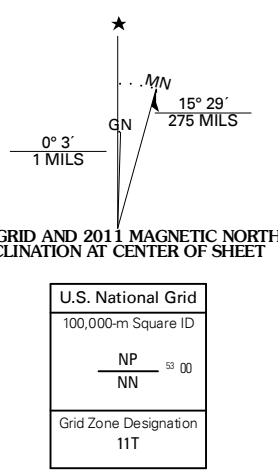 ★
MN
15° 29´
275 MILS
GN
0° 3´
1 MILS
GRID AND 2011 MAGNETIC NORTH
CLINATION AT CENTER OF SHEET
U.S. National Grid
100,000-m Square ID
NP
53 00
NN
Grid Zone Designation
11T